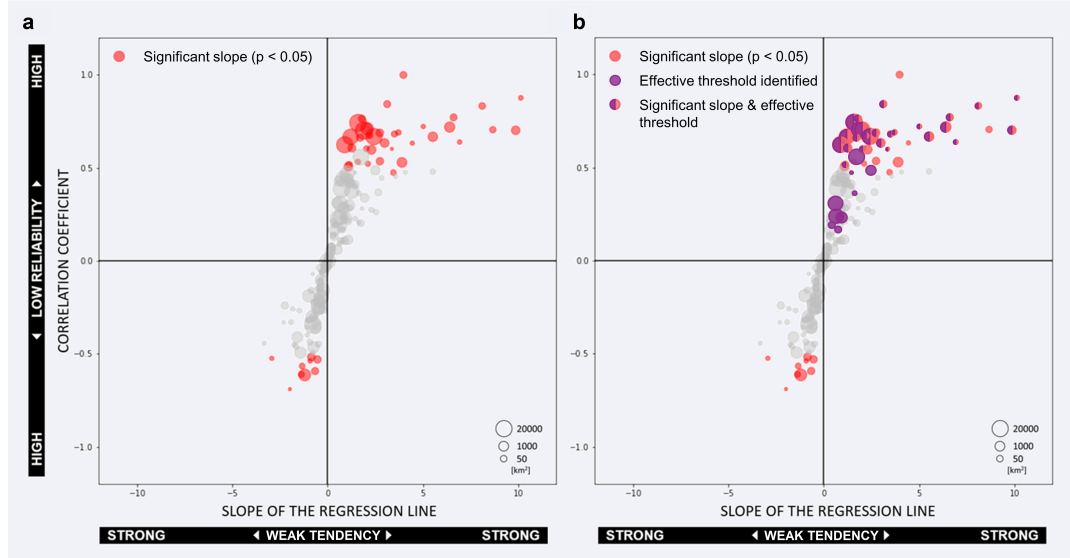 a
HIGH
◄ LOW RELIABILITY ►
HIGH
CORRELATION COEFFICIENT
1.0
0.5
0.0
−0.5
−1.0
Significant slope (p < 0.05)
20000
1000
50
[km²]
−10
−5
0
5
10
SLOPE OF THE REGRESSION LINE
STRONG
◄ WEAK TENDENCY ►
STRONG
b
1.0
0.5
0.0
−0.5
−1.0
Significant slope (p < 0.05)
Effective threshold identified
Significant slope & effective
threshold
20000
1000
50
[km²]
−10
−5
0
5
10
SLOPE OF THE REGRESSION LINE
STRONG
◄ WEAK TENDENCY ►
STRONG